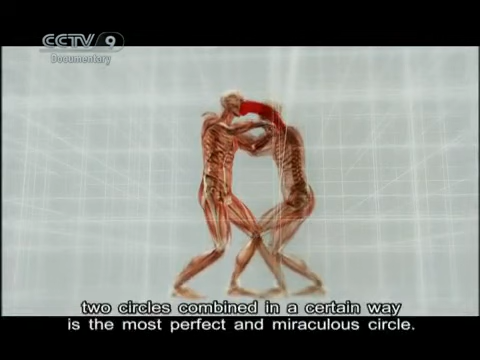 CCTV 9
Documentary
two circles combined in a certain way
is the most perfect and miraculous circle.